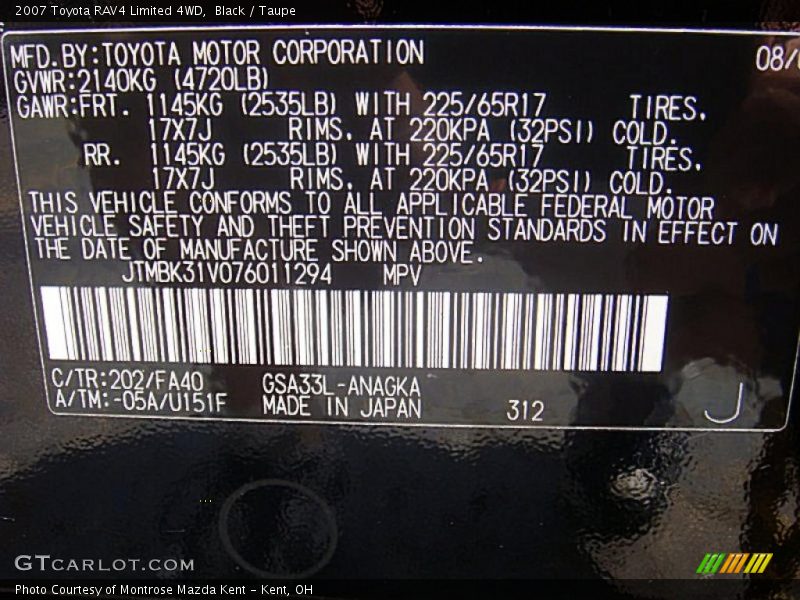 2007 Toyota RAV4 Limited 4WD, Black / Taupe
MFD.BY:TOYOTA MOTOR CORPORATION 08/
GVWR:2140KG (4720LB)
GAWR:FRT. 1145KG (2535LB) WITH 225/65R17 TIRES.
17X7J RIMS. AT 220KPA (32PSI) COLD.
RR. 1145KG (2535LB) WITH 225/65R17 TIRES.
17X7J RIMS. AT 220KPA (32PSI) COLD.
THIS VEHICLE CONFORMS TO ALL APPLICABLE FEDERAL MOTOR
VEHICLE SAFETY AND THEFT PREVENTION STANDARDS IN EFFECT ON
THE DATE OF MANUFACTURE SHOWN ABOVE.
JTMBK31V076011294 MPV
C/TR:202/FA40 GSA33L-ANAGKA
A/TM:-05A/U151F MADE IN JAPAN 312 J
GTCARLOT.COM
Photo Courtesy of Montrose Mazda Kent - Kent, OH